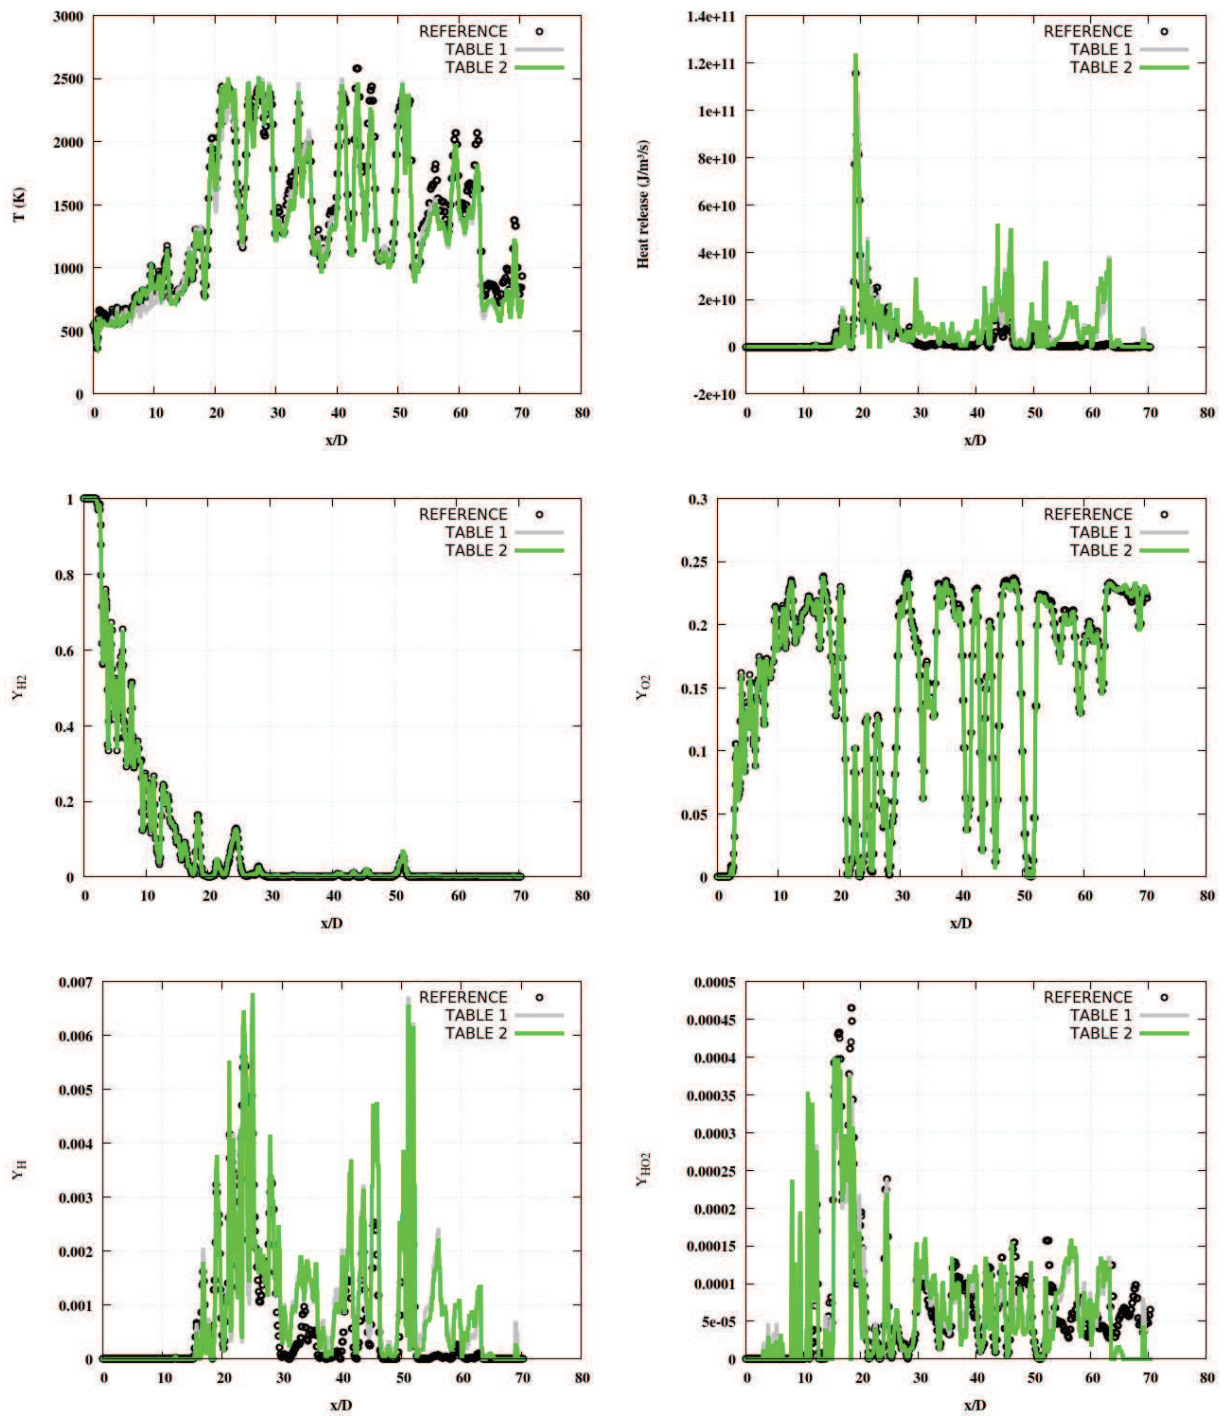 3000
2500
2000
1500
1000
500
0
T (K)
0 10 20 30 40 50 60 70 80
x/D
REFERENCE
TABLE 1
TABLE 2
1.4e+11
1.2e+11
1e+11
8e+10
6e+10
4e+10
2e+10
0
-2e+10
Heat release (J/m³/s)
0 10 20 30 40 50 60 70 80
x/D
REFERENCE
TABLE 1
TABLE 2
1
0.8
0.6
0.4
0.2
0
YH2
0 10 20 30 40 50 60 70 80
x/D
REFERENCE
TABLE 1
TABLE 2
0.3
0.25
0.2
0.15
0.1
0.05
0
YO2
0 10 20 30 40 50 60 70 80
x/D
REFERENCE
TABLE 1
TABLE 2
0.007
0.006
0.005
0.004
0.003
0.002
0.001
0
YH
0 10 20 30 40 50 60 70 80
x/D
REFERENCE
TABLE 1
TABLE 2
0.0005
0.00045
0.0004
0.00035
0.0003
0.00025
0.0002
0.00015
0.0001
5e-05
0
YHO2
0 10 20 30 40 50 60 70 80
x/D
REFERENCE
TABLE 1
TABLE 2